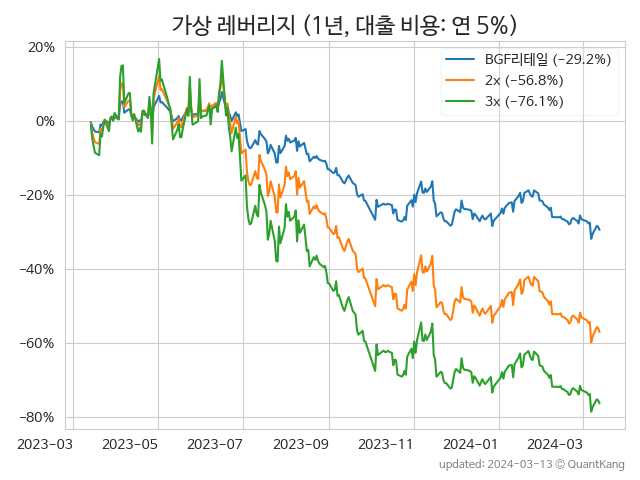 가상 레버리지 (1년, 대출 비용: 연 5%)
BGF리테일 (−29.2%)
2x (−56.8%)
3x (−76.1%)
20%
0%
−20%
−40%
−60%
−80%
2023-03 2023-05 2023-07 2023-09 2023-11 2024-01 2024-03
updated: 2024-03-13 ⓒ QuantKang